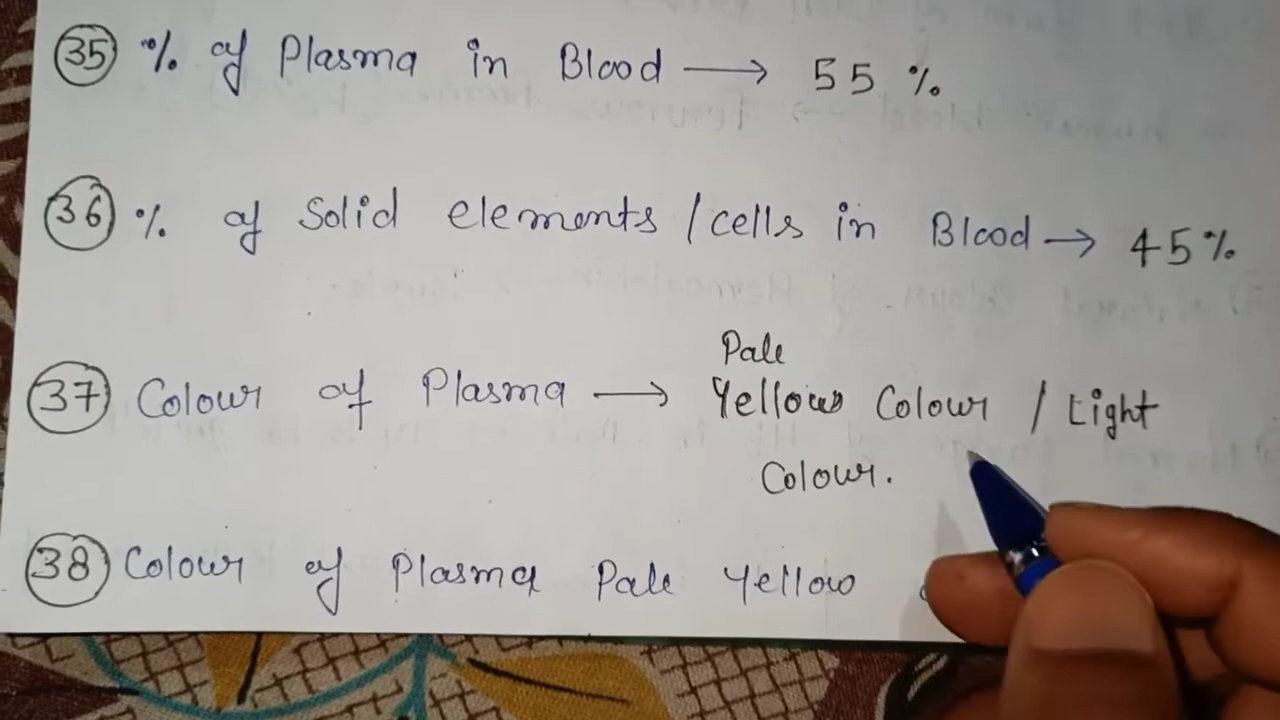 35 % of Plasma in Blood → 55 %
36 % of Solid elements / cells in Blood → 45%
Pale
37 Colour of Plasma → Yellow Colour / Light
Colour.
38 Colour of Plasma Pale Yellow